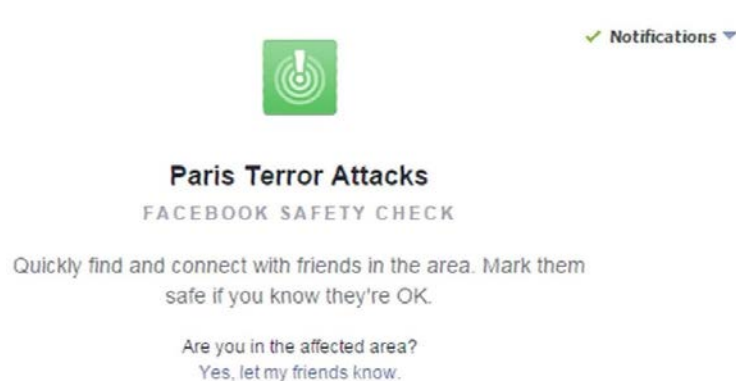 Notifications
Paris Terror Attacks
FACEBOOK SAFETY CHECK
Quickly find and connect with friends in the area. Mark them
safe if you know they're OK.
Are you in the affected area?
Yes, let my friends know.